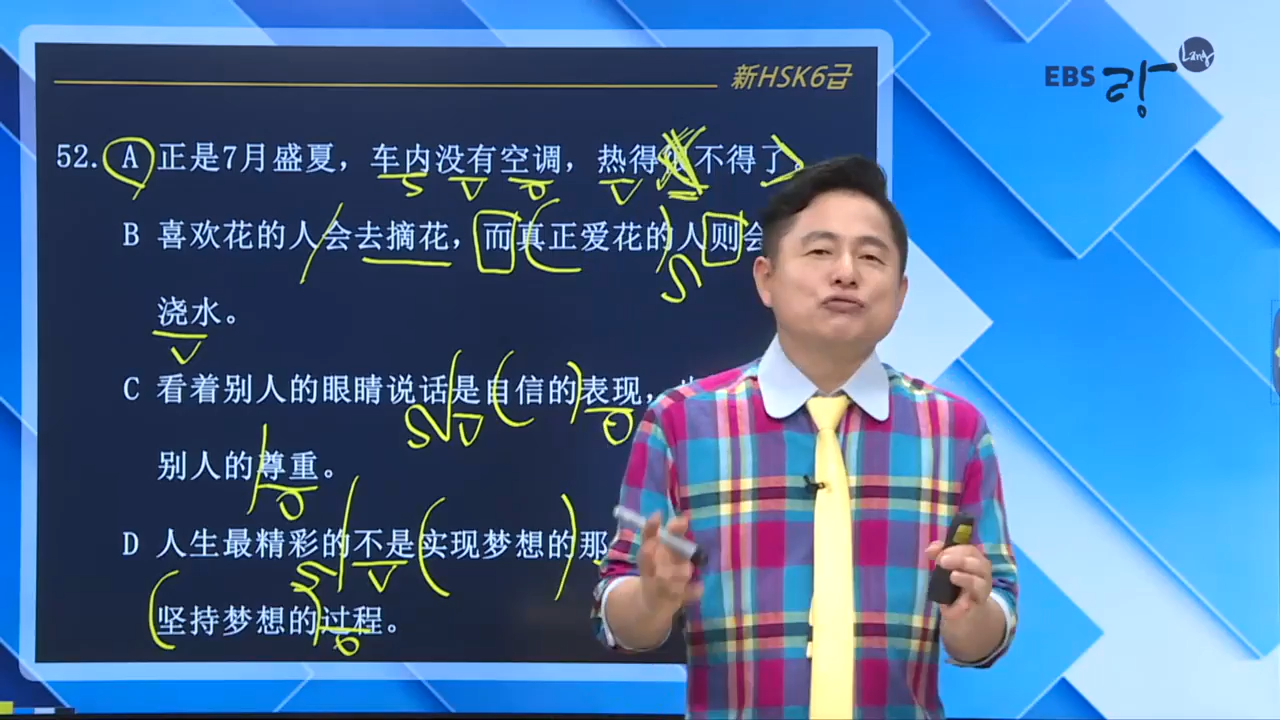 新HSK6급
EBS 랑
Lang
52. A 正是7月盛夏，车内没有空调，热得不得了。
B 喜欢花的人会去摘花，而真正爱花的人则会
浇水。
C 看着别人的眼睛说话是自信的表现，
别人的尊重。
D 人生最精彩的不是实现梦想的那
坚持梦想的过程。